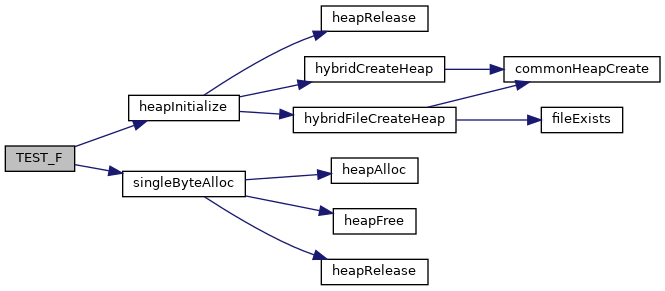 heapRelease
hybridCreateHeap
commonHeapCreate
heapInitialize
hybridFileCreateHeap
fileExists
TEST_F
singleByteAlloc
heapAlloc
heapFree
heapRelease